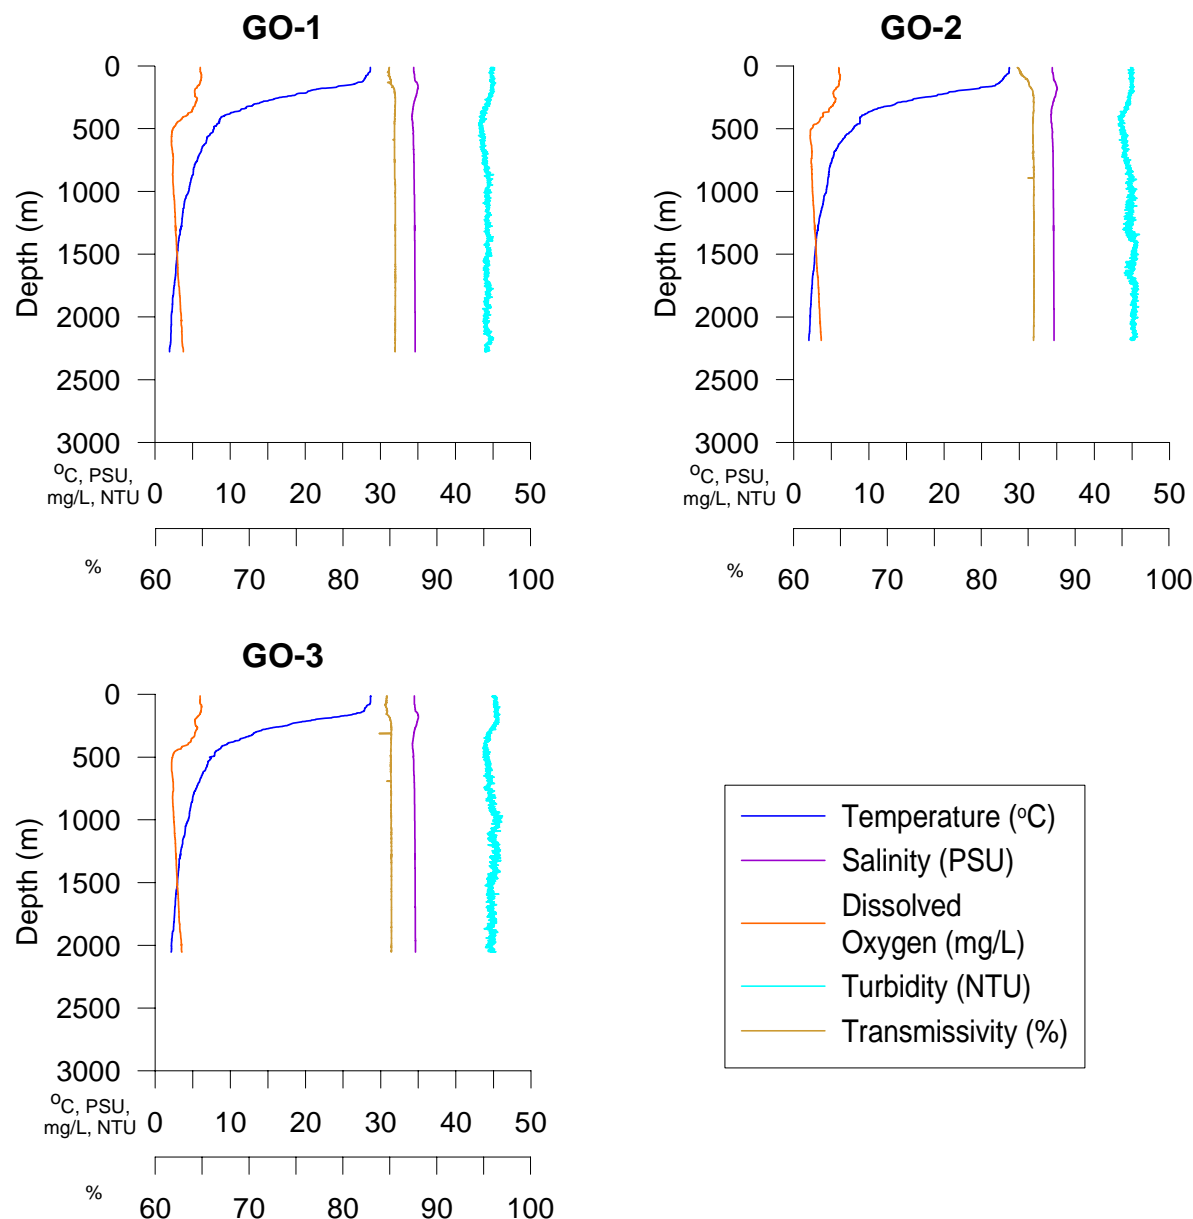 GO-1
0
500
1000
1500
2000
2500
3000
Depth (m)
oC, PSU,
mg/L, NTU
0 10 20 30 40 50
%
60 70 80 90 100
GO-2
0
500
1000
1500
2000
2500
3000
Depth (m)
oC, PSU,
mg/L, NTU
0 10 20 30 40 50
%
60 70 80 90 100
GO-3
0
500
1000
1500
2000
2500
3000
Depth (m)
oC, PSU,
mg/L, NTU
0 10 20 30 40 50
%
60 70 80 90 100
Temperature (oC)
Salinity (PSU)
Dissolved
Oxygen (mg/L)
Turbidity (NTU)
Transmissivity (%)